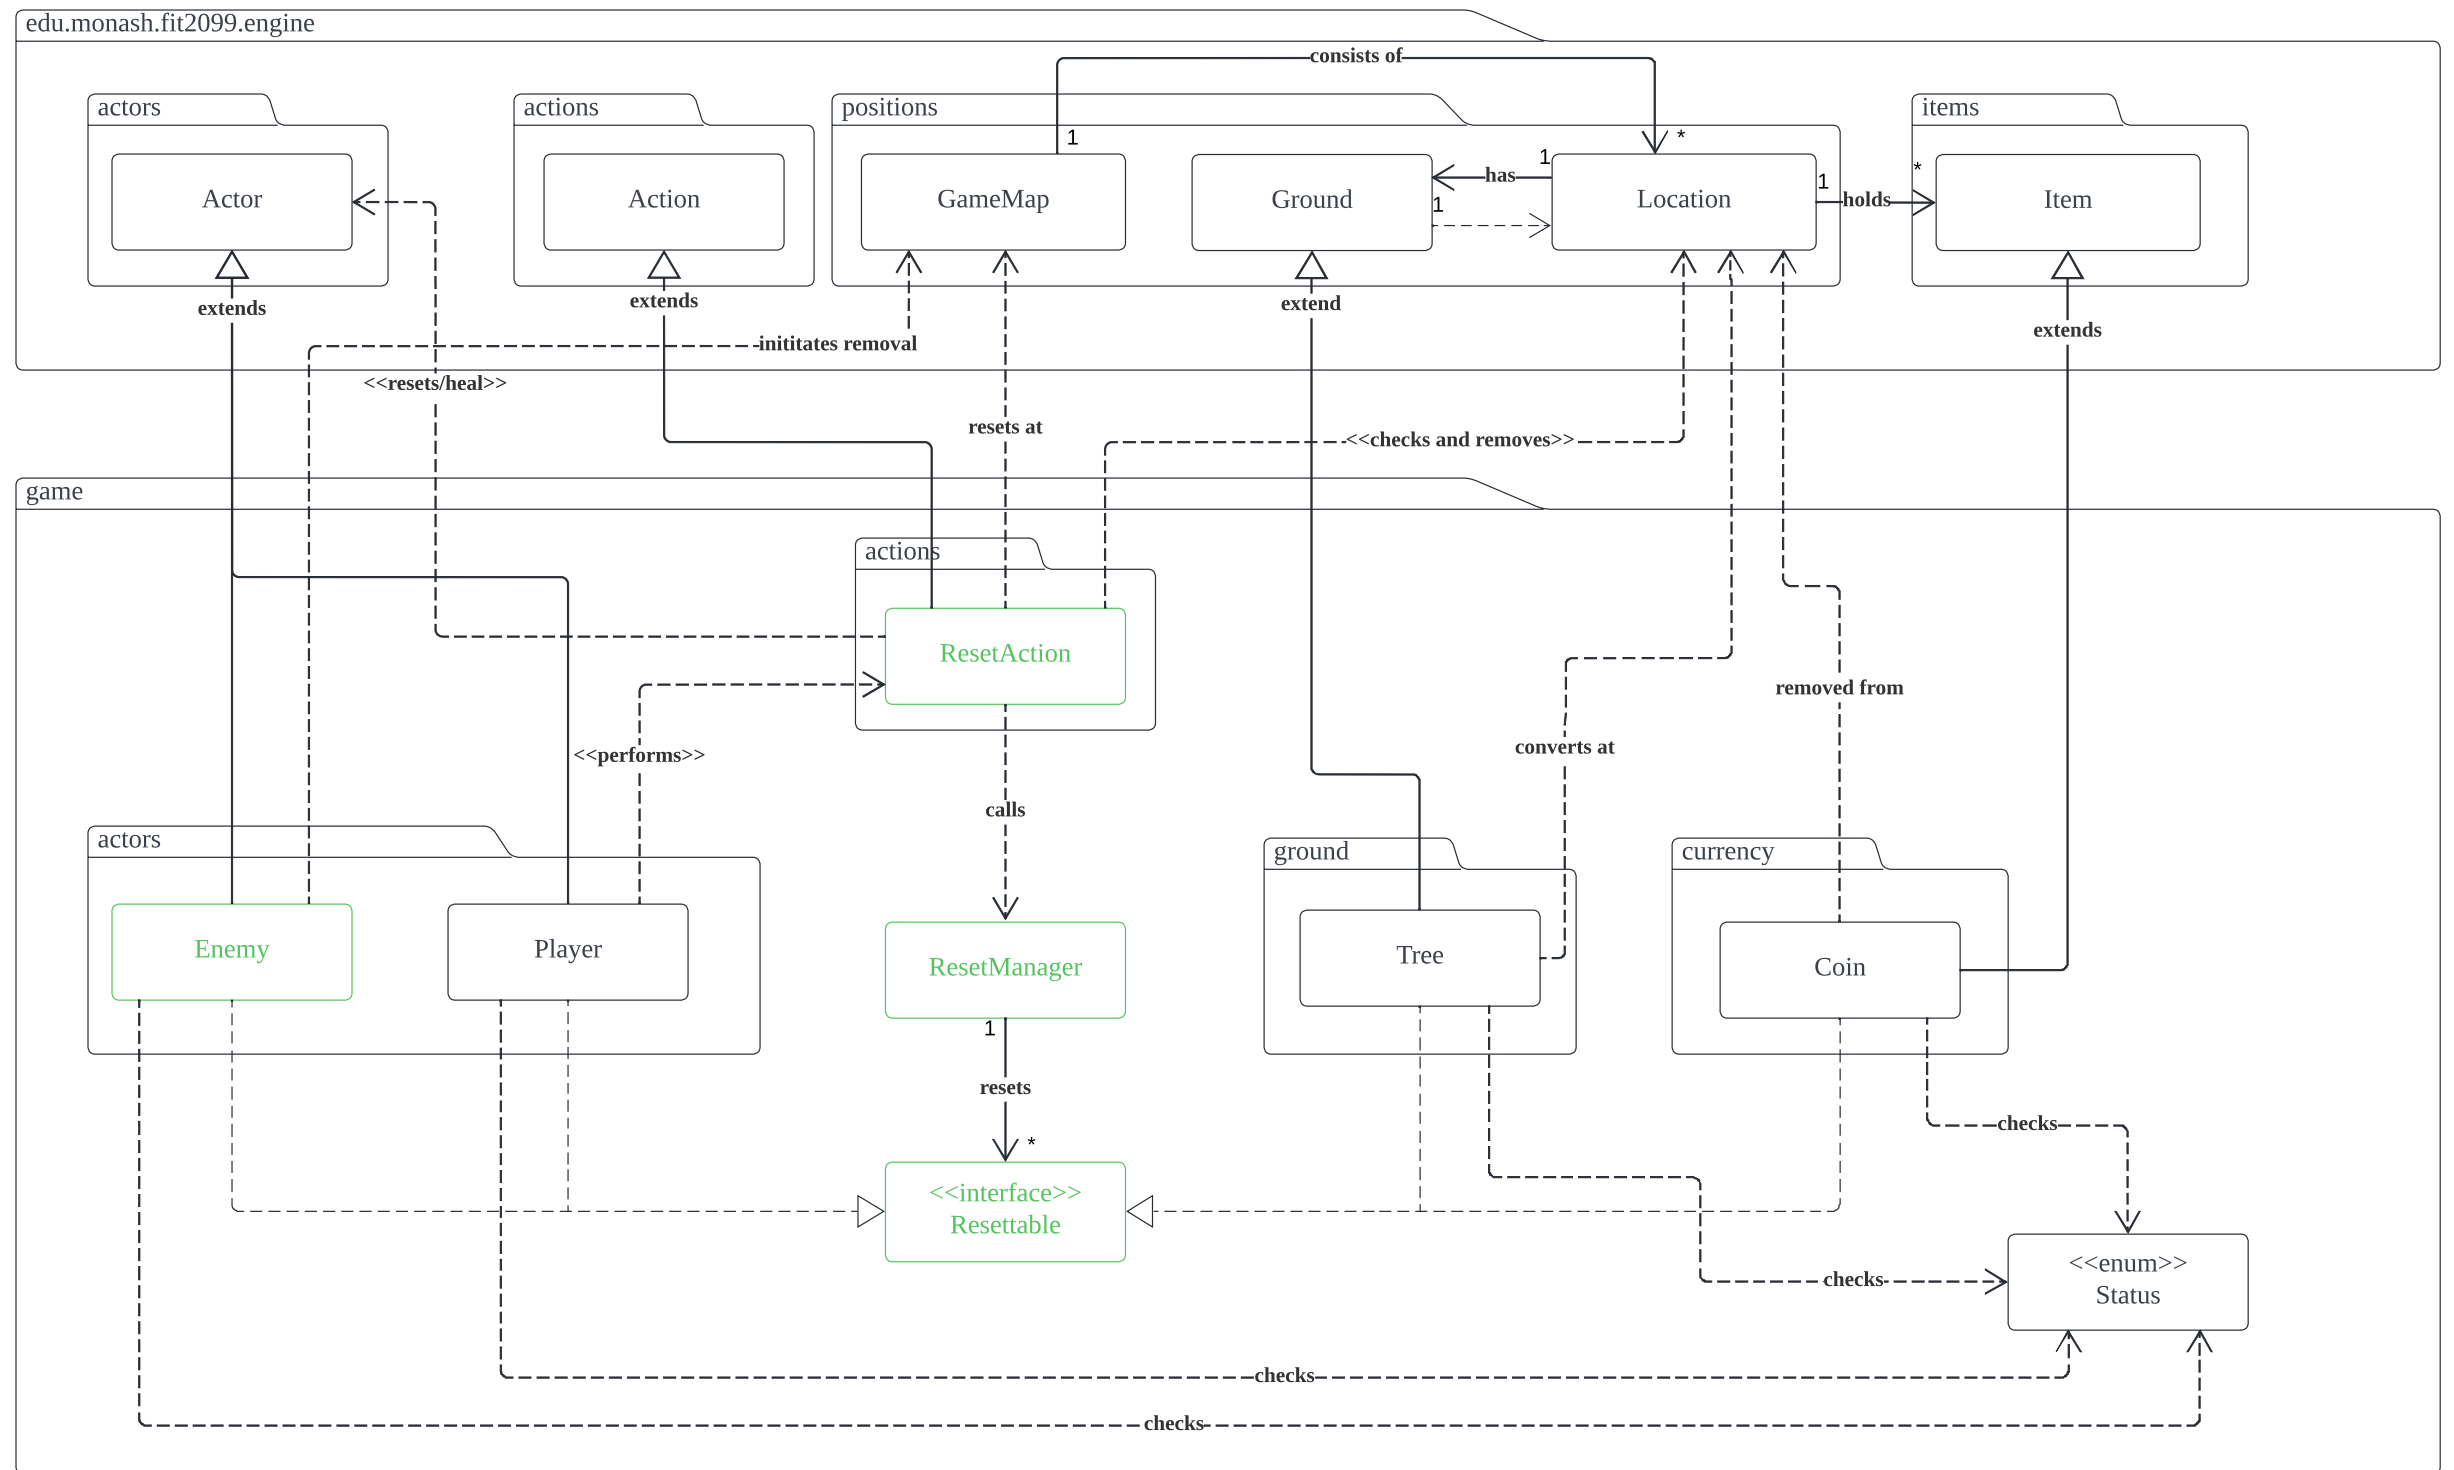 edu.monash.fit2099.engine
consists of
actors
actions
positions
items
1
*
Actor
Action
GameMap
Ground
1
has
1
Location
1
holds
*
Item
extends
extends
extend
extends
inititates removal
<<resets/heal>>
resets at
<<checks and removes>>
game
actions
ResetAction
removed from
converts at
<<performs>>
calls
actors
ground
currency
Enemy
Player
ResetManager
Tree
Coin
1
resets
*
checks
<<interface>>
Resettable
<<enum>>
Status
checks
checks
checks